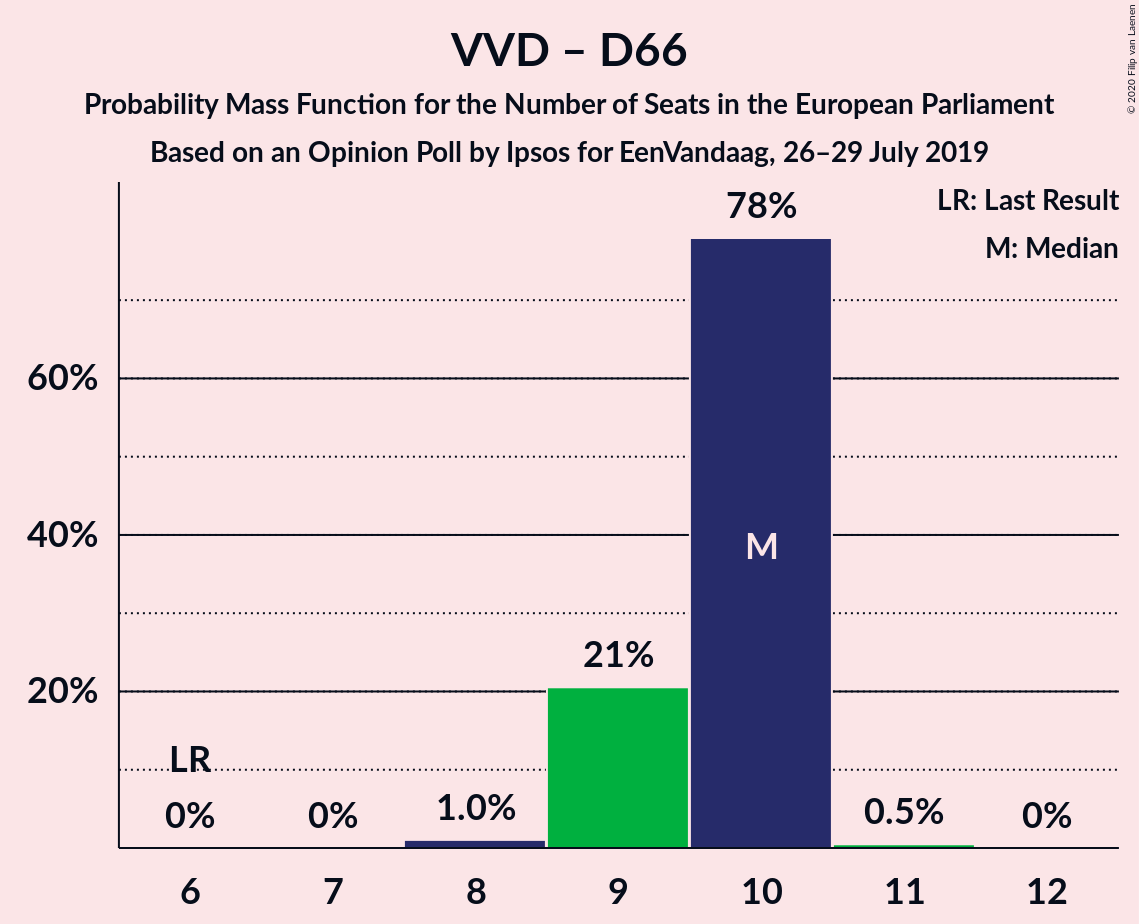 VVD – D66
Probability Mass Function for the Number of Seats in the European Parliament
Based on an Opinion Poll by Ipsos for EenVandaag, 26–29 July 2019
© 2020 Filip van Laenen
LR: Last Result
M: Median
78%
60%
40%
M
21%
20%
LR
0%
0%
1.0%
0.5%
0%
6
7
8
9
10
11
12